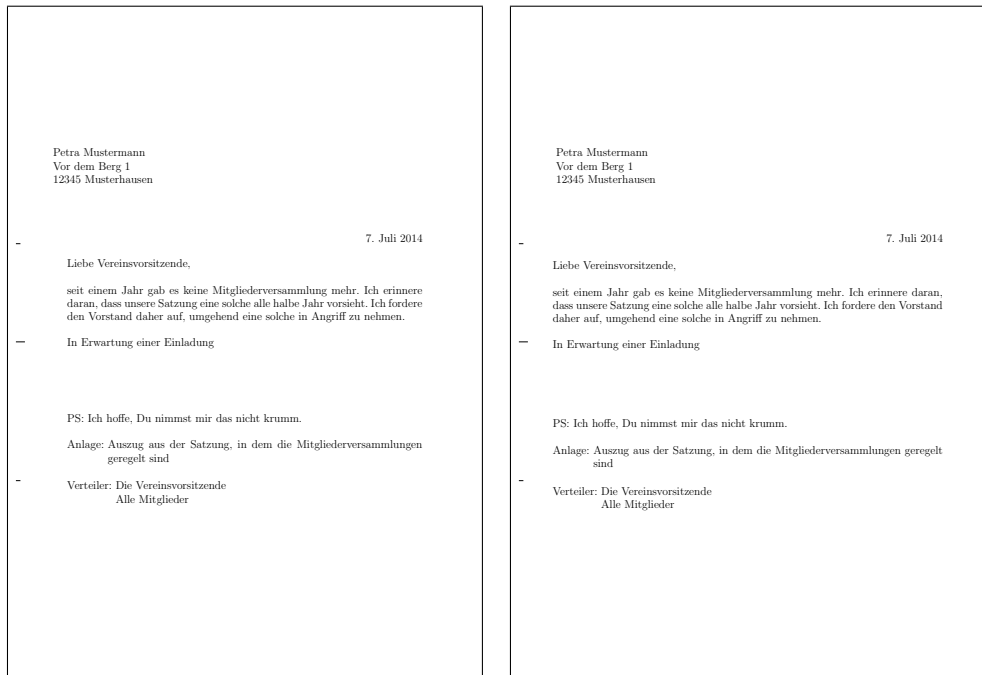 Petra Mustermann
Vor dem Berg 1
12345 Musterhausen
7. Juli 2014
Liebe Vereinsvorsitzende,
seit einem Jahr gab es keine Mitgliederversammlung mehr. Ich erinnere
daran, dass unsere Satzung eine solche alle halbe Jahr vorsieht. Ich fordere
den Vorstand daher auf, umgehend eine solche in Angriff zu nehmen.
In Erwartung einer Einladung
PS: Ich hoffe, Du nimmst mir das nicht krumm.
Anlage: Auszug aus der Satzung, in dem die Mitgliederversammlungen
geregelt sind
Verteiler: Die Vereinsvorsitzende
Alle Mitglieder
Petra Mustermann
Vor dem Berg 1
12345 Musterhausen
7. Juli 2014
Liebe Vereinsvorsitzende,
seit einem Jahr gab es keine Mitgliederversammlung mehr. Ich erinnere daran,
dass unsere Satzung eine solche alle halbe Jahr vorsieht. Ich fordere den Vorstand
daher auf, umgehend eine solche in Angriff zu nehmen.
In Erwartung einer Einladung
PS: Ich hoffe, Du nimmst mir das nicht krumm.
Anlage: Auszug aus der Satzung, in dem die Mitgliederversammlungen geregelt
sind
Verteiler: Die Vereinsvorsitzende
Alle Mitglieder